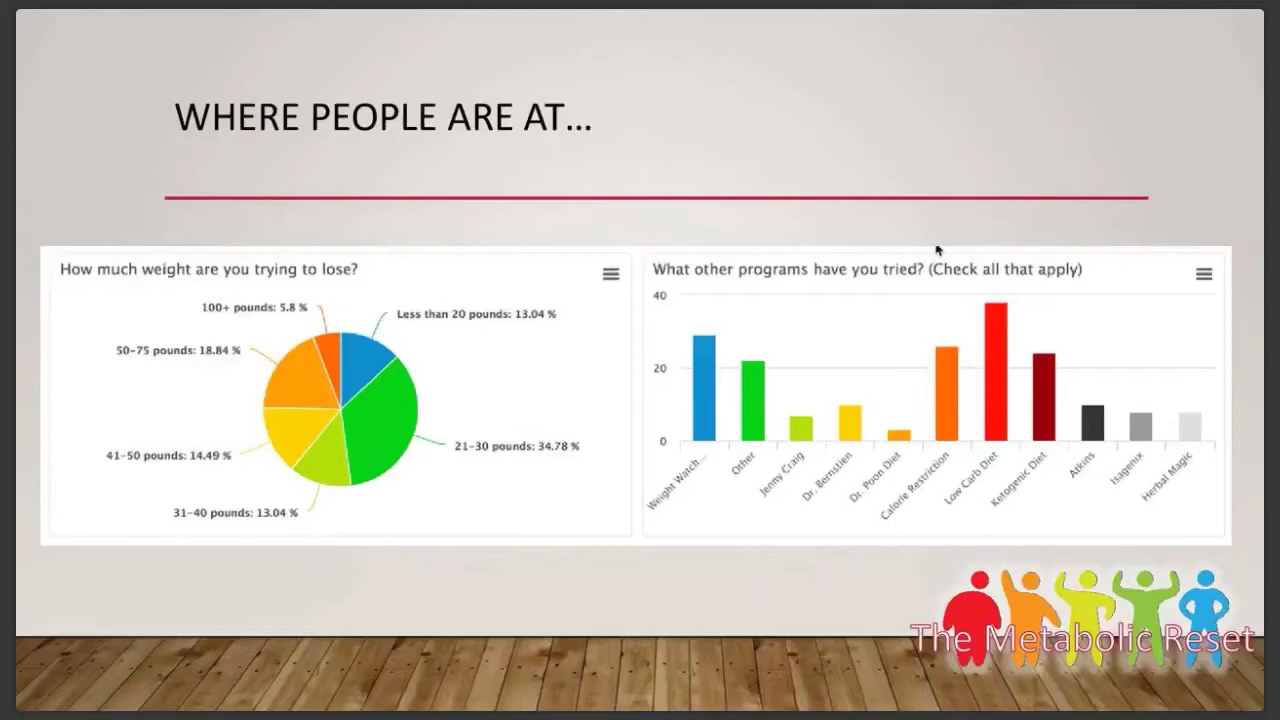 WHERE PEOPLE ARE AT...
How much weight are you trying to lose?
100+ pounds: 5.8 %
Less than 20 pounds: 13.04 %
50-75 pounds: 18.84 %
41-50 pounds: 14.49 %
21-30 pounds: 34.78 %
31-40 pounds: 13.04 %
What other programs have you tried? (Check all that apply)
40
20
0
Weight Watch...
Other
Jenny Craig
Dr. Bernstien
Dr. Poon Diet
Calorie Restriction
Low Carb Diet
Ketogenic Diet
Atkins
Isagenix
Herbal Magic
The Metabolic Reset